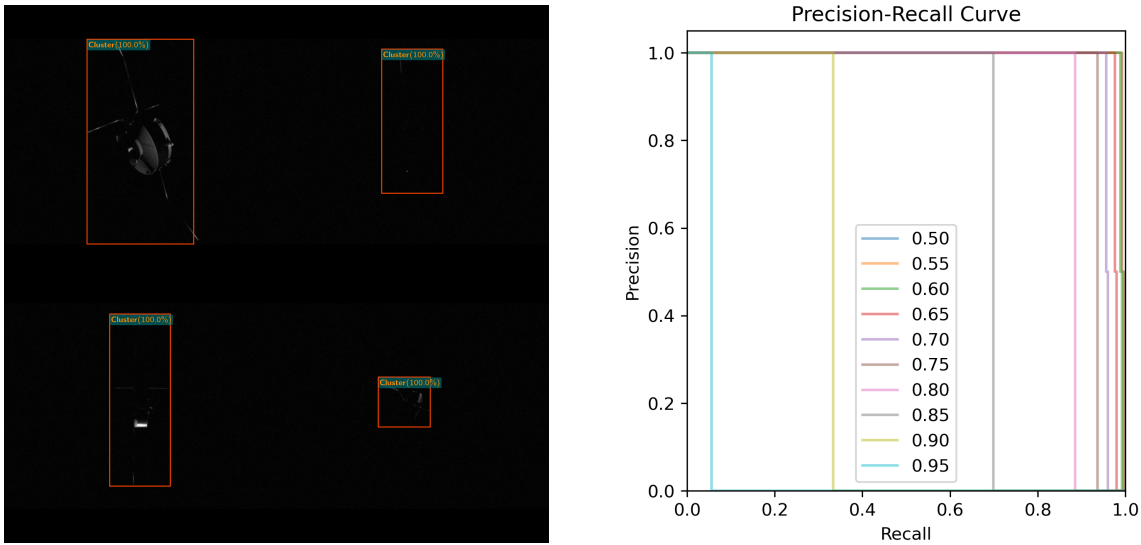 Cluster(100.0%)
Cluster(100.0%)
Cluster(100.0%)
Cluster(100.0%)
Precision-Recall Curve
Precision
1.0
0.8
0.6
0.4
0.2
0.0
0.50
0.55
0.60
0.65
0.70
0.75
0.80
0.85
0.90
0.95
0.0 0.2 0.4 0.6 0.8 1.0
Recall